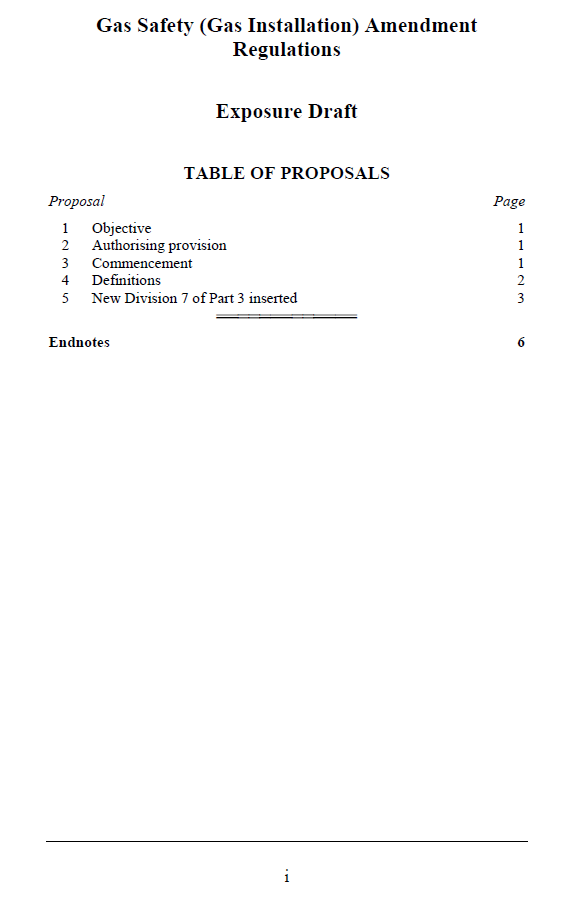 Gas Safety (Gas Installation) Amendment
Regulations
Exposure Draft
TABLE OF PROPOSALS
Proposal Page
1 Objective 1
2 Authorising provision 1
3 Commencement 1
4 Definitions 2
5 New Division 7 of Part 3 inserted 3
Endnotes 6
i